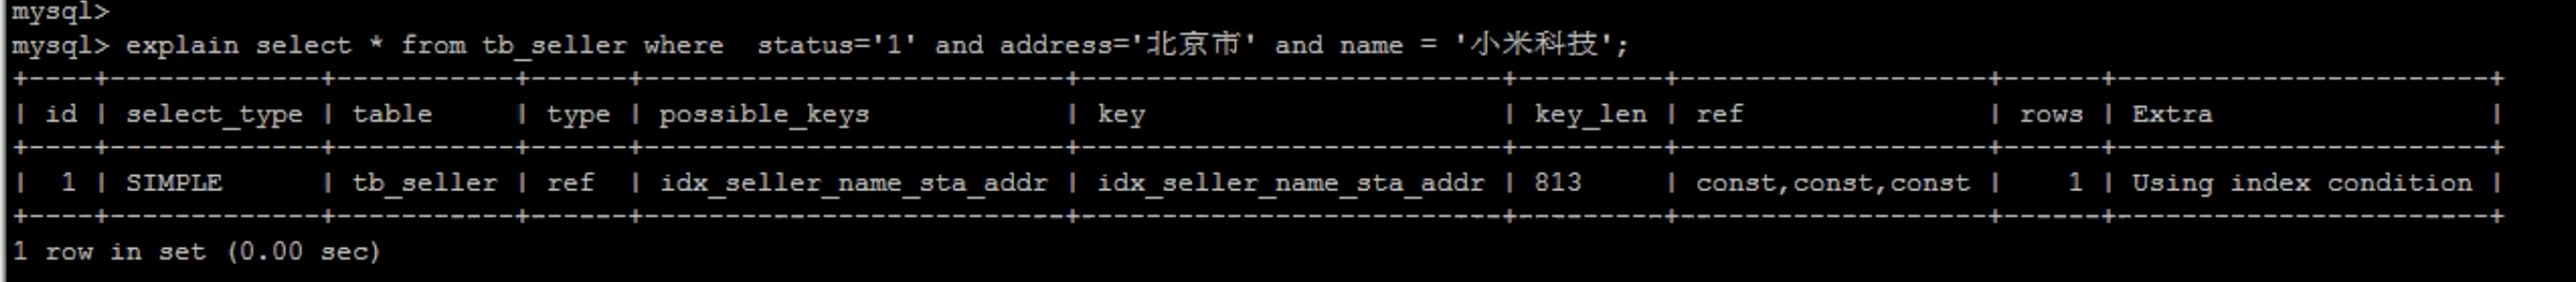 mysql>
mysql> explain select * from tb_seller where  status='1' and address='北京市' and name = '小米科技';
+----+-------------+-----------+------+--------------------------+--------------------------+---------+-------------------+------+-----------------------+
| id | select_type | table     | type | possible_keys            | key                      | key_len | ref               | rows | Extra                 |
+----+-------------+-----------+------+--------------------------+--------------------------+---------+-------------------+------+-----------------------+
|  1 | SIMPLE      | tb_seller | ref  | idx_seller_name_sta_addr | idx_seller_name_sta_addr | 813     | const,const,const |    1 | Using index condition |
+----+-------------+-----------+------+--------------------------+--------------------------+---------+-------------------+------+-----------------------+
1 row in set (0.00 sec)